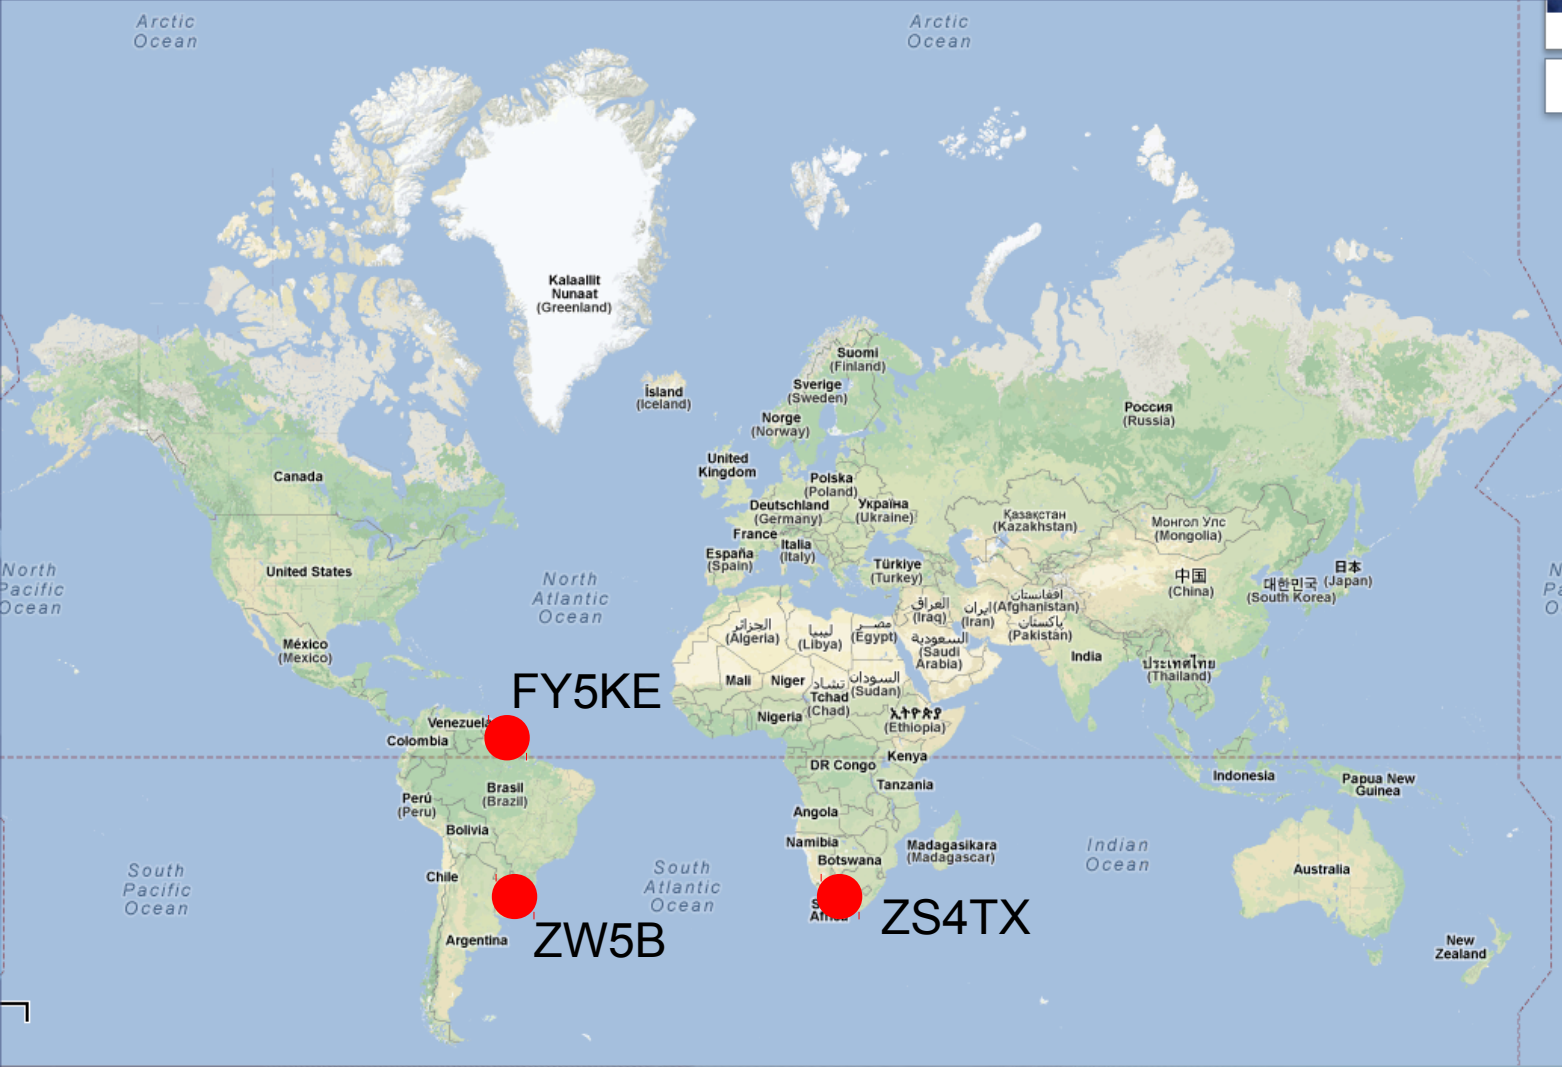 Arctic
Ocean
Arctic
Ocean
Kalaallit
Nunaat
(Greenland)
Suomi
(Finland)
Ísland
(Iceland)
Sverige
(Sweden)
Norge
(Norway)
Россия
(Russia)
United
Kingdom
Canada
Polska
(Poland)
Deutschland
(Germany)
Україна
(Ukraine)
Қазақстан
(Kazakhstan)
Монгол Улс
(Mongolia)
France
Italia
(Italy)
España
(Spain)
Türkiye
(Turkey)
United States
North
Pacific
Ocean
North
Atlantic
Ocean
中国
(China)
日本
(Japan)
대한민국
(South Korea)
العراق
(Iraq)
ایران
(Iran)
افغانستان
(Afghanistan)
پاکستان
(Pakistan)
الجزائر
(Algeria)
ليبيا
(Libya)
مصر
(Egypt)
السعودية
(Saudi
Arabia)
México
(Mexico)
India
ประเทศไทย
(Thailand)
Mali
Niger
تشاد
Tchad
(Chad)
السودان
(Sudan)
FY5KE
Nigeria
ኢትዮጵያ
(Ethiopia)
Venezuela
Colombia
DR Congo
Kenya
Tanzania
Indonesia
Papua New
Guinea
Perú
(Peru)
Brasil
(Brazil)
Bolivia
Angola
Namibia
Botswana
Madagasikara
(Madagascar)
Indian
Ocean
Australia
South
Pacific
Ocean
Chile
South
Atlantic
Ocean
ZS4TX
Argentina
ZW5B
New
Zealand